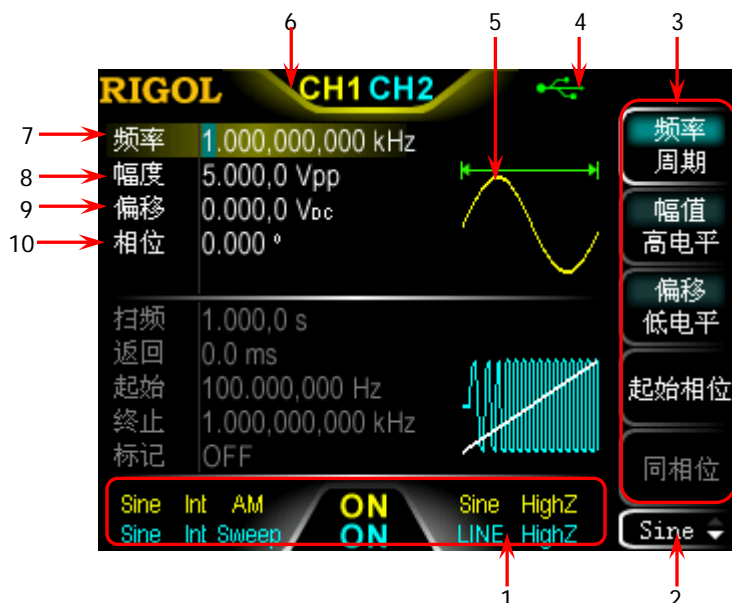 6 5 4 3
RIGOL CH1 CH2
7 频率 1.000,000,000 kHz
8 幅度 5.000,0 Vpp
9 偏移 0.000,0 VDC
10 相位 0.000 °
扫频 1.000,0 s
返回 0.0 ms
起始 100.000,000 Hz
终止 1.000,000,000 kHz
标记 OFF
频率
周期
幅值
高电平
偏移
低电平
起始相位
同相位
Sine Int AM ON Sine HighZ
Sine Int Sweep ON LINE HighZ
Sine
1 2